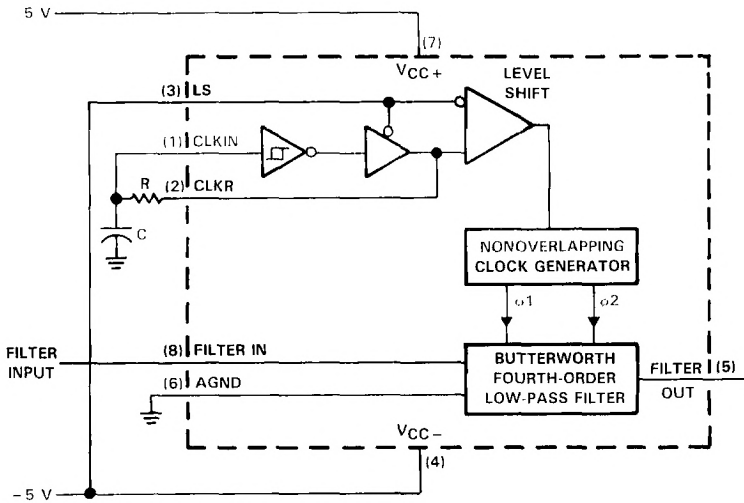 5 V
(7)
VCC+
LEVEL
SHIFT
(3) LS
(1) CLKIN
R
(2) CLKR
C
NONOVERLAPPING
CLOCK GENERATOR
φ1
φ2
FILTER
INPUT
(8) FILTER IN
(6) AGND
BUTTERWORTH
FOURTH-ORDER
LOW-PASS FILTER
FILTER
OUT
(5)
VCC−
(4)
−5 V